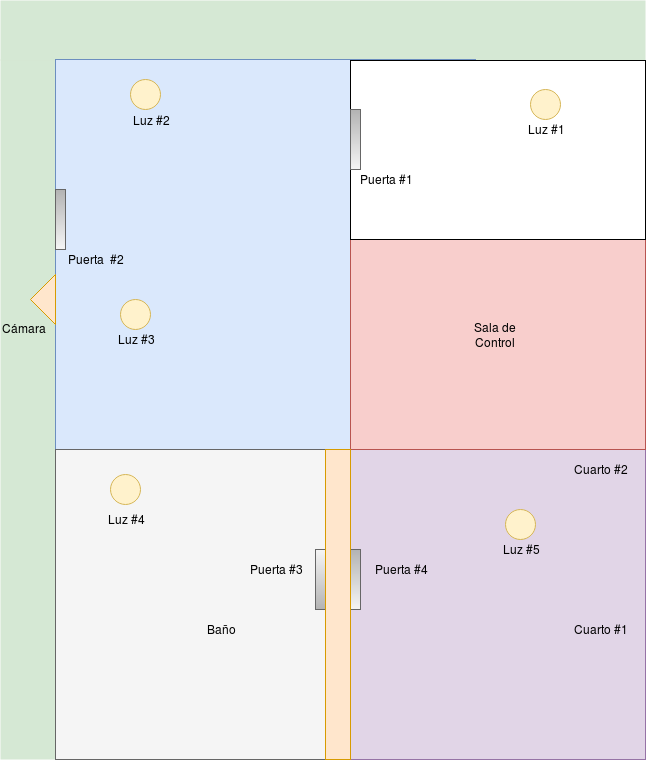 Luz #2
Luz #1
Puerta #1
Puerta  #2
Cámara
Luz #3
Sala de
Control
Cuarto #2
Luz #4
Luz #5
Puerta #3
Puerta #4
Baño
Cuarto #1